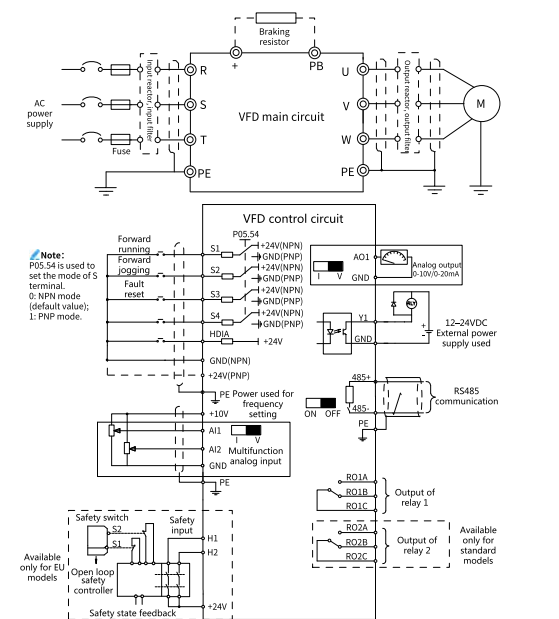 Braking
resistor
+
PB
Input reactor, input filter
Output reactor, output filter
R
U
AC
power
supply
S
VFD main circuit
V
M
T
W
Fuse
PE
PE
VFD control circuit
P05.54
Note:
P05.54 is used to
set the mode of S
terminal.
0: NPN mode
(default value);
1: PNP mode.
Forward
running
S1
+24V(NPN)
GND(PNP)
Forward
jogging
S2
+24V(NPN)
GND(PNP)
Fault
reset
S3
+24V(NPN)
GND(PNP)
S4
+24V(NPN)
GND(PNP)
HDIA
+24V
GND(NPN)
+24V(PNP)
PE
Power used for
frequency
setting
+10V
AI1
I V
AI2
Multifunction
analog input
GND
PE
AO1
I V
Analog output
0-10V/0-20mA
GND
RLY
Y1
GND
+
-
12–24VDC
External power
supply used
485+
ON OFF
485-
PE
RS485
communication
RO1A
RO1B
RO1C
Output of
relay 1
RO2A
RO2B
RO2C
Output of
relay 2
Available
only for
standard
models
Available
only for EU
models
Safety switch
S2
S1
Open loop
safety
controller
Safety
input
H1
H2
+24V
Safety state feedback